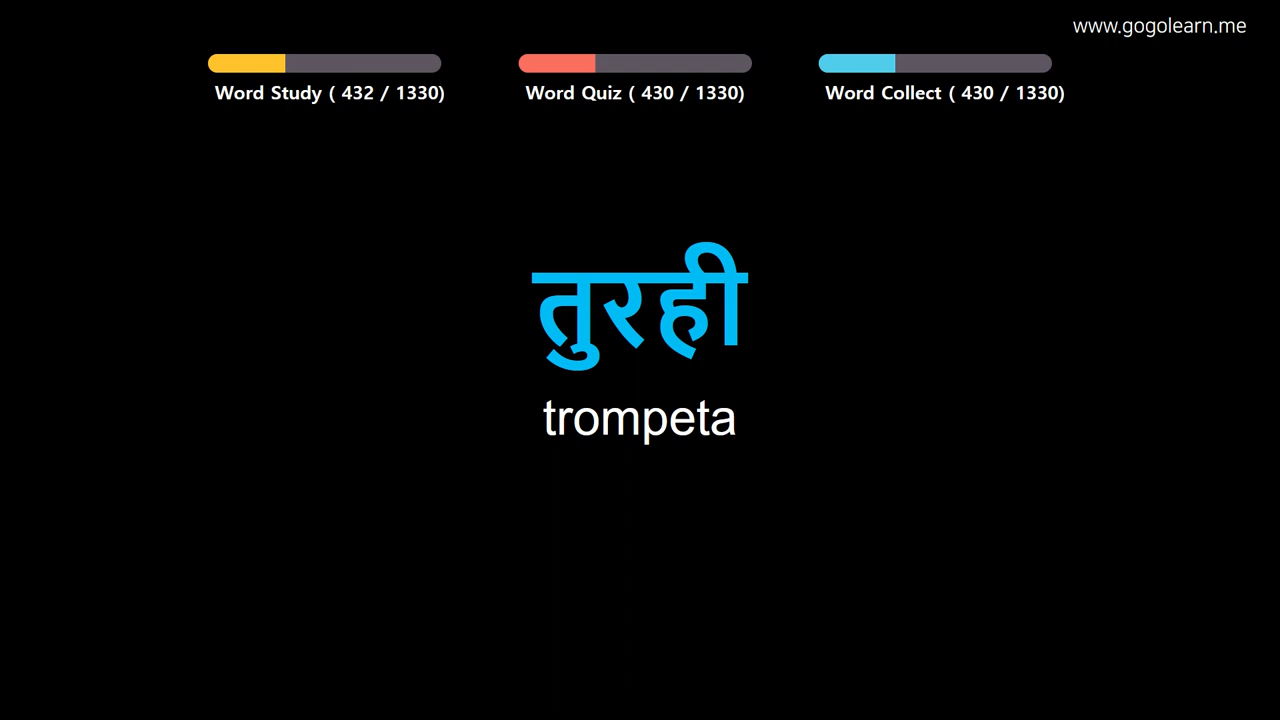 www.gogolearn.me
Word Study ( 432 / 1330)
Word Quiz ( 430 / 1330)
Word Collect ( 430 / 1330)
तुरही
trompeta